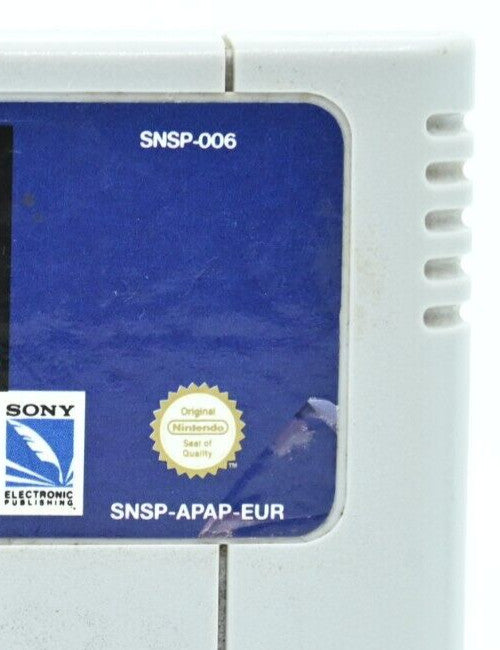 SNSP-006
SONY
ELECTRONIC
PUBLISHING
Original
Nintendo
Seal of
Quality
TM
SNSP-APAP-EUR